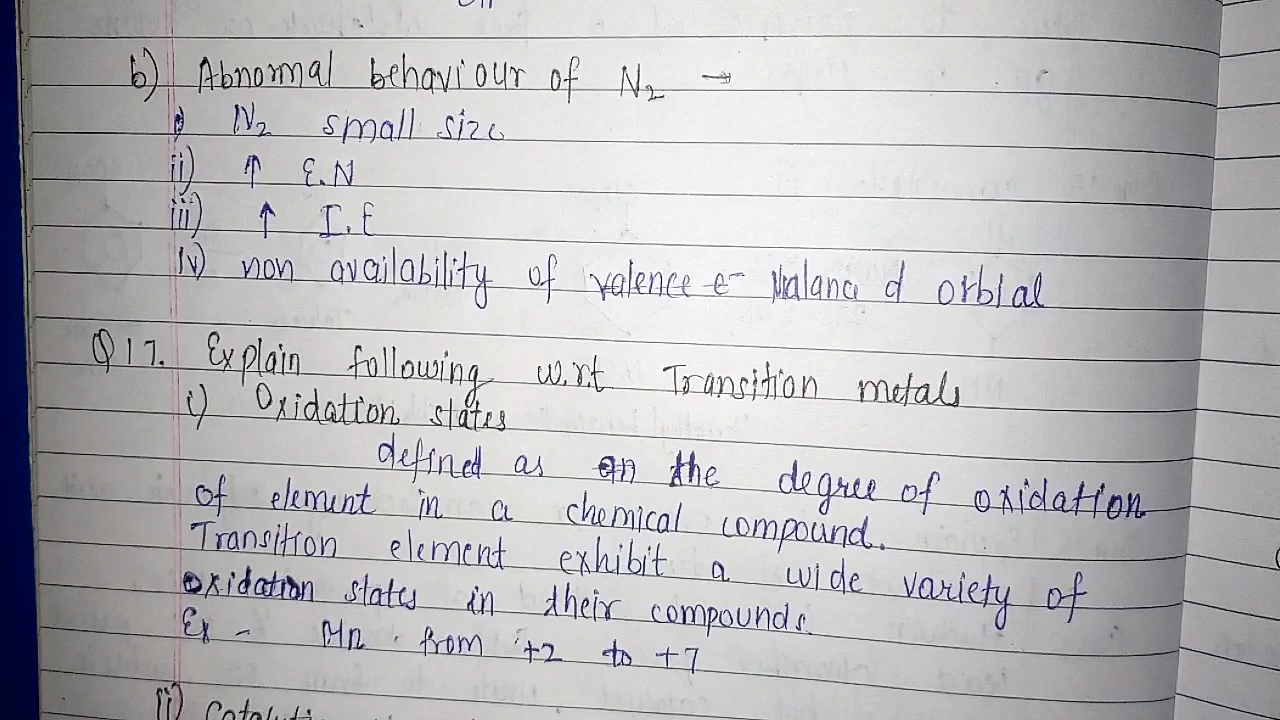 b) Abnormal behaviour of N₂ →
i) N₂ small size
ii) ↑ E.N
iii) ↑ I.E
iv) non availability of valence e⁻ d orbial
Q17. Explain following w.r.t Transition metals
i) Oxidation states
defined as the degree of oxidation
of element in a chemical compound.
Transition element exhibit a wide variety of
oxidation states in their compounds.
Ex - Mn from +2 to +7
ii)